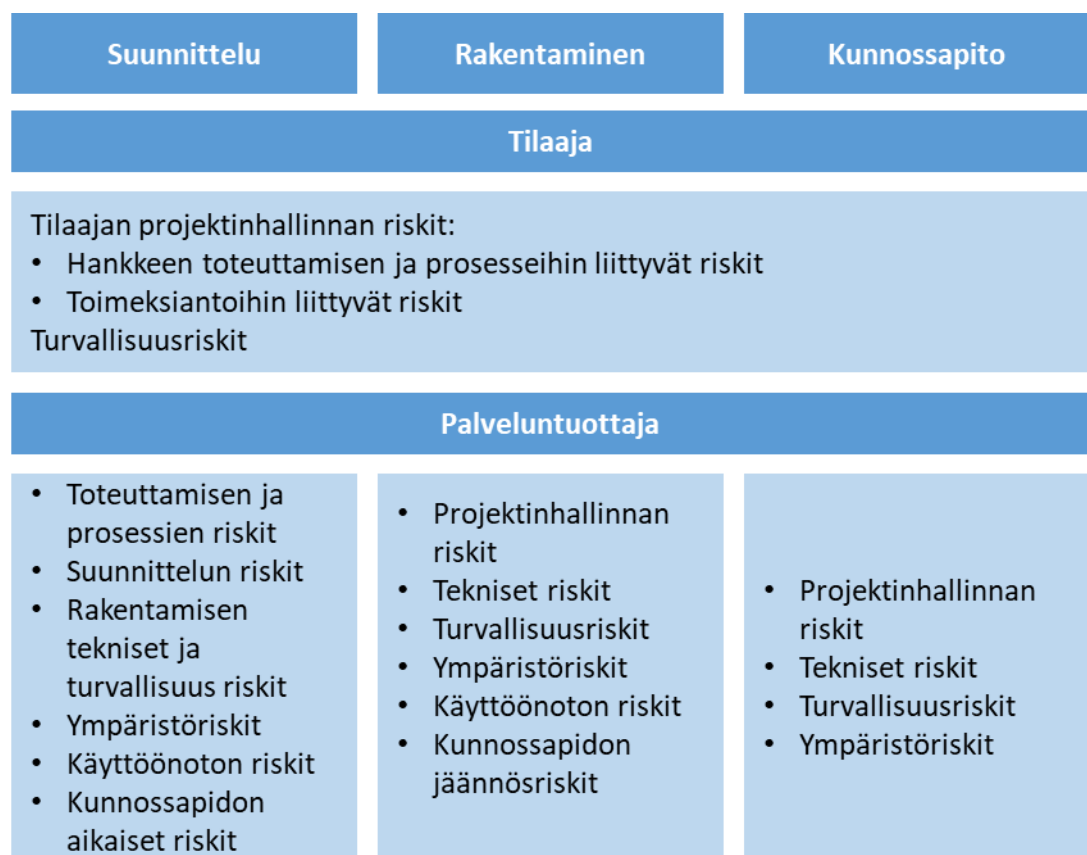 Suunnittelu
Rakentaminen
Kunnossapito
Tilaaja
Tilaajan projektinhallinnan riskit:
• Hankkeen toteuttamisen ja prosesseihin liittyvät riskit
• Toimeksiantoihin liittyvät riskit
Turvallisuusriskit
Palveluntuottaja
• Toteuttamisen ja
prosessien riskit
• Suunnittelun riskit
• Rakentamisen
tekniset ja
turvallisuus riskit
• Ympäristöriskit
• Käyttöönoton riskit
• Kunnossapidon
aikaiset riskit
• Projektinhallinnan
riskit
• Tekniset riskit
• Turvallisuusriskit
• Ympäristöriskit
• Käyttöönoton riskit
• Kunnossapidon
jäännösriskit
• Projektinhallinnan
riskit
• Tekniset riskit
• Turvallisuusriskit
• Ympäristöriskit